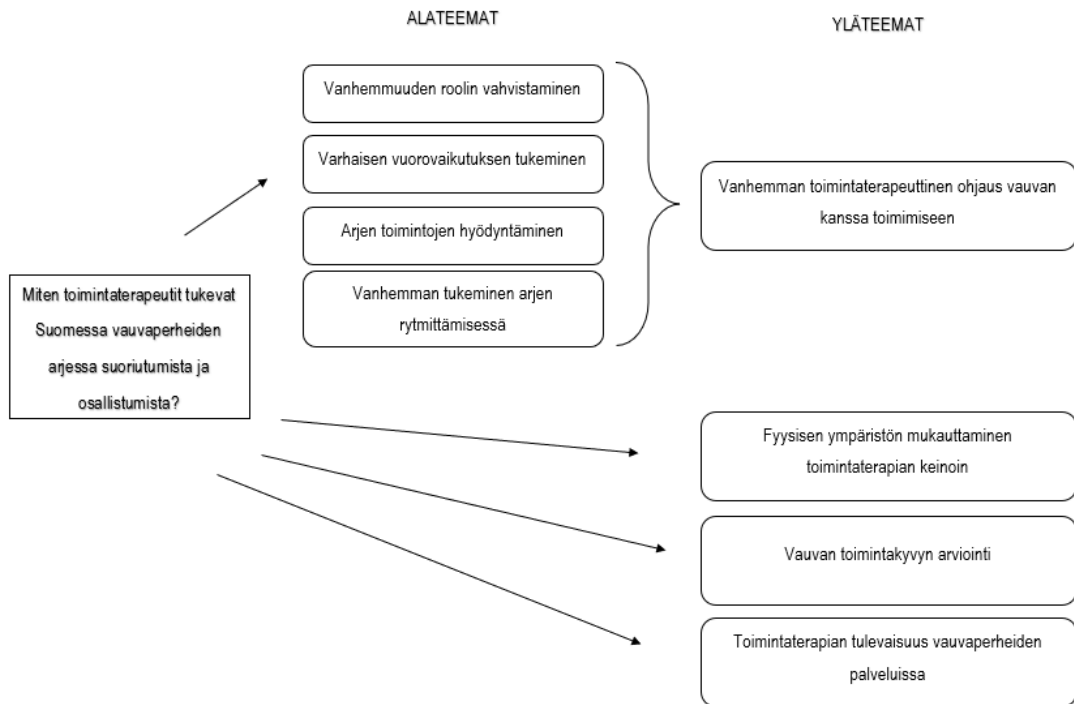 ALATEEMAT
YLÄTEEMAT
Vanhemmuuden roolin vahvistaminen
Varhaisen vuorovaikutuksen tukeminen
Arjen toimintojen hyödyntäminen
Vanhemman tukeminen arjen
rytmittämisessä
Vanhemman toimintaterapeuttinen ohjaus vauvan
kanssa toimimiseen
Miten toimintaterapeutit tukevat
Suomessa vauvaperheiden
arjessa suoriutumista ja
osallistumista?
Fyysisen ympäristön mukauttaminen
toimintaterapian keinoin
Vauvan toimintakyvyn arviointi
Toimintaterapian tulevaisuus vauvaperheiden
palveluissa